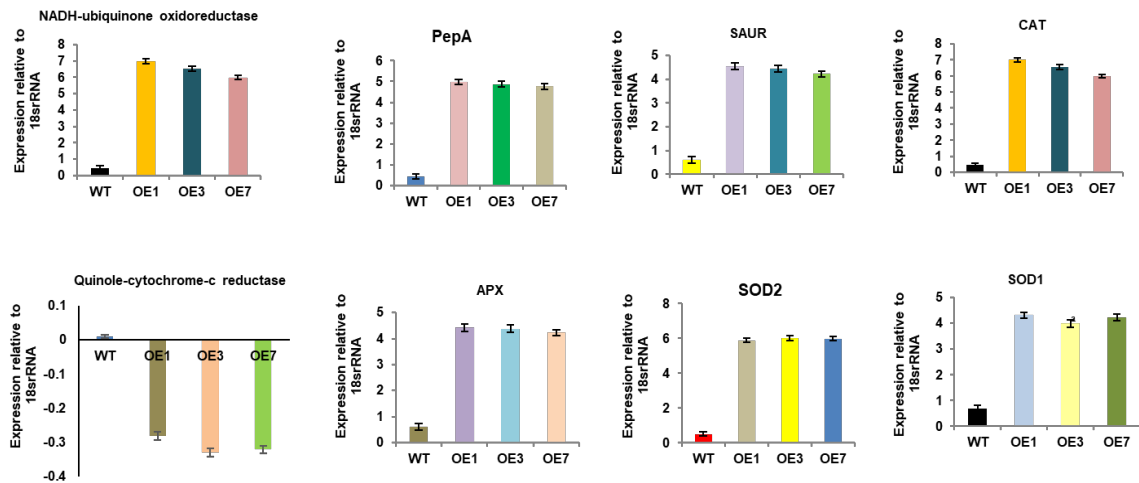 NADH-ubiquinone oxidoreductase
Expression relative to
18srRNA
8
7
6
5
4
3
2
1
0
WT OE1 OE3 OE7
PepA
Expression relative to
18srRNA
6
5
4
3
2
1
0
WT OE1 OE3 OE7
SAUR
Expression relative to
18srRNA
5
4
3
2
1
0
WT OE1 OE3 OE7
CAT
Expression relative to
18srRNA
8
7
6
5
4
3
2
1
0
WT OE1 OE3 OE7
Quinole-cytochrome-c reductase
Expression relative to
18srRNA
0.1
0
-0.1
-0.2
-0.3
-0.4
WT OE1 OE3 OE7
APX
Expression relative to
18srRNA
5
4
3
2
1
0
WT OE1 OE3 OE7
SOD2
Expression relative to
18srRNA
8
6
4
2
0
WT OE1 OE3 OE7
SOD1
Expression relative to
18srRNA
5
4
3
2
1
0
a
WT OE1 OE3 OE7